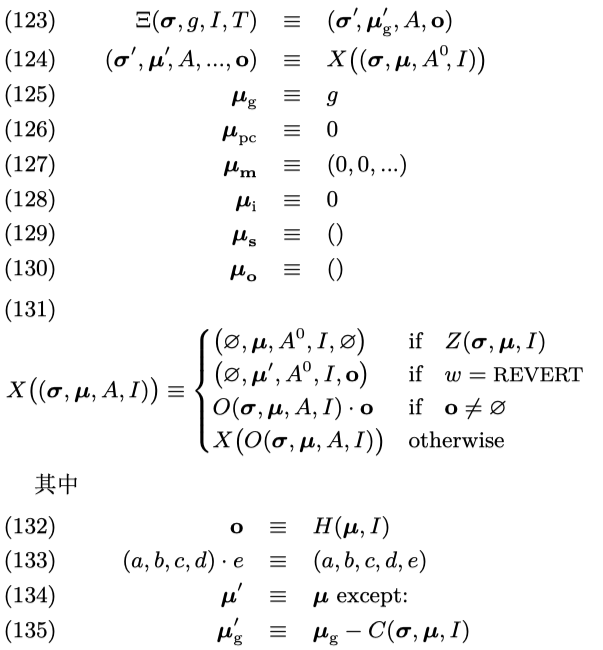 (123) Ξ(σ, g, I, T) ≡ (σ′, μ′g, A, o)
(124) (σ′, μ′, A, ..., o) ≡ X((σ, μ, A⁰, I))
(125) μg ≡ g
(126) μpc ≡ 0
(127) μm ≡ (0, 0, ...)
(128) μi ≡ 0
(129) μs ≡ ()
(130) μo ≡ ()
(131)
X((σ, μ, A, I)) ≡ { (∅, μ, A⁰, I, ∅) if Z(σ, μ, I)
(∅, μ′, A⁰, I, o) if w = REVERT
O(σ, μ, A, I) · o if o ≠ ∅
X(O(σ, μ, A, I)) otherwise
其中
(132) o ≡ H(μ, I)
(133) (a, b, c, d) · e ≡ (a, b, c, d, e)
(134) μ′ ≡ μ except:
(135) μ′g ≡ μg − C(σ, μ, I)